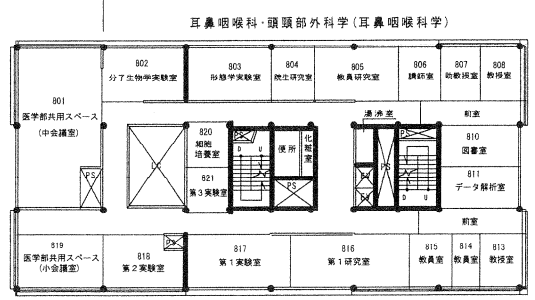 耳鼻咽喉科・頭頸部外科学(耳鼻咽喉科学)
801
医学部共用スペース
(中会議室)
802
分子生物学実験室
803
形態学実験室
804
院生研究室
805
教員研究室
806
講師室
807
助教授室
808
教授室
湯沸室
前室
PS
820
細胞
培養室
821
第3実験室
D U
便所
化粧室
PS
PS
PS
EV
EV
D U
810
図書室
811
データ解析室
PS
前室
819
医学部共用スペース
(小会議室)
818
第2実験室
PS
817
第1実験室
816
第1研究室
815
教員室
814
教員室
813
教授室